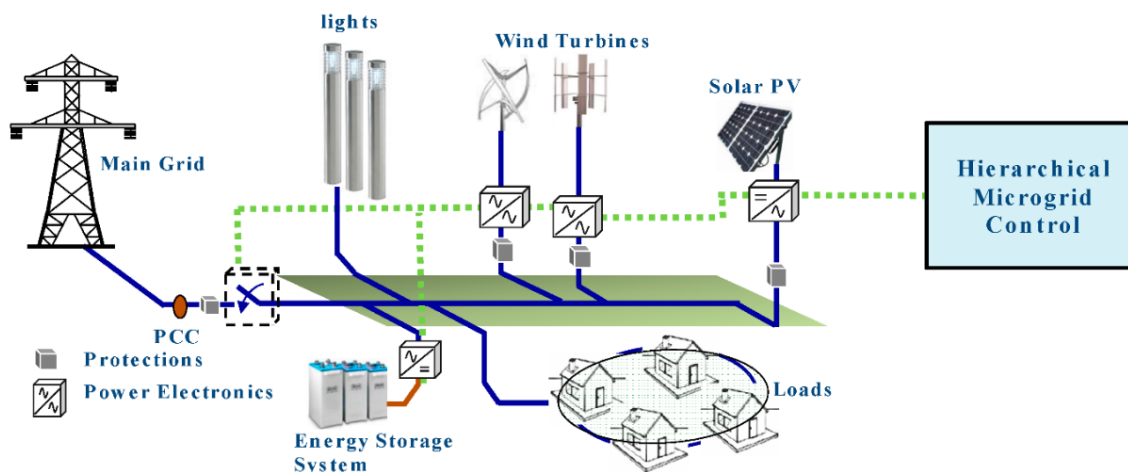 lights
Wind Turbines
Solar PV
Main Grid
Hierarchical
Microgrid
Control
PCC
Protections
Power Electronics
Energy Storage
System
Loads